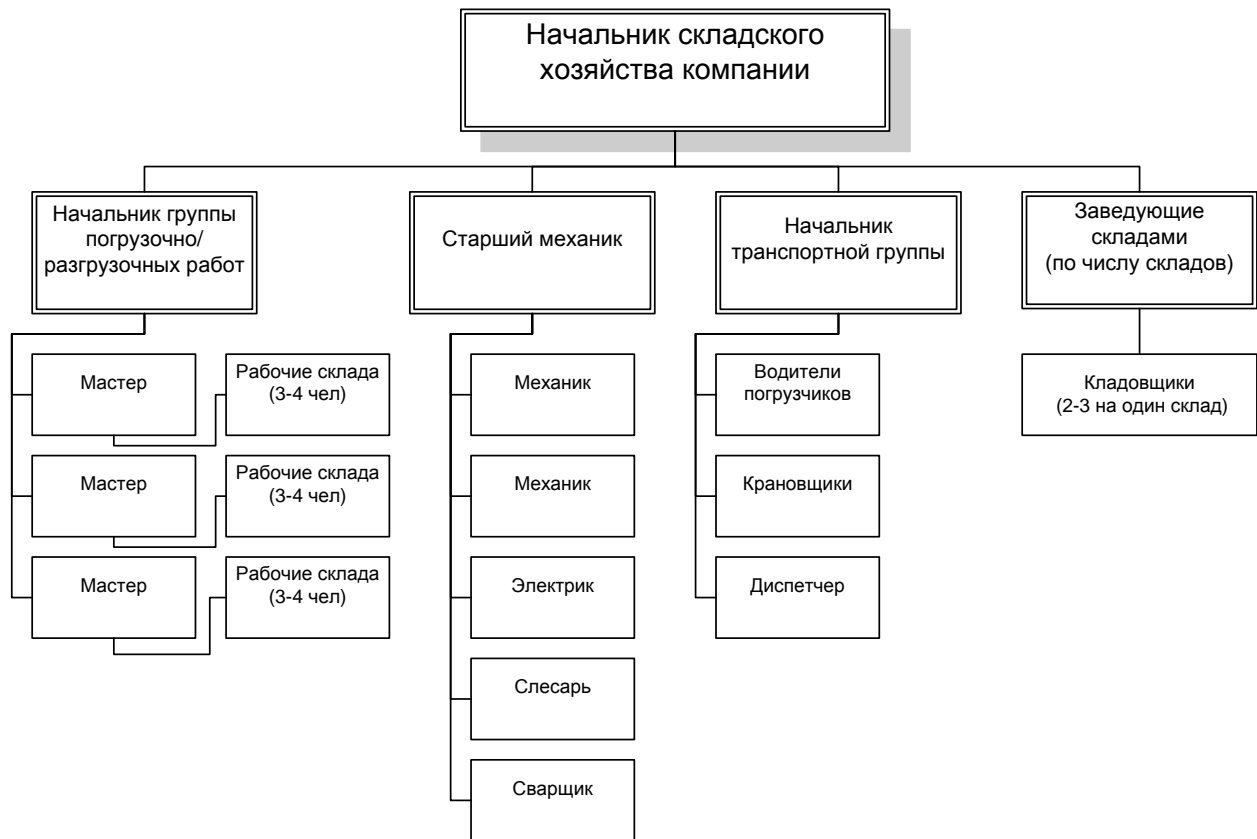 Начальник складского
хозяйства компании
Начальник группы
погрузочно/
разгрузочных работ
Старший механик
Начальник
транспортной группы
Заведующие
складами
(по числу складов)
Мастер
Рабочие склада
(3-4 чел)
Мастер
Рабочие склада
(3-4 чел)
Мастер
Рабочие склада
(3-4 чел)
Механик
Механик
Электрик
Слесарь
Сварщик
Водители
погрузчиков
Крановщики
Диспетчер
Кладовщики
(2-3 на один склад)